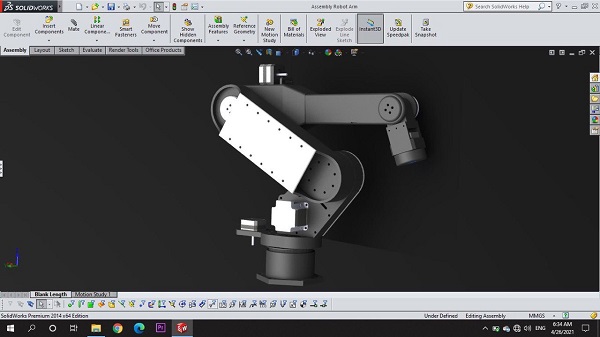 SOLIDWORKS
Assembly Robot Arm
Search SolidWorks Help
Edit Component
Insert Components
Mate
Linear Compone...
Smart Fasteners
Move Component
Show Hidden Components
Assembly Features
Reference Geometry
New Motion Study
Bill of Materials
Exploded View
Explode Line Sketch
Instant3D
Update Speedpak
Take Snapshot
Assembly Layout Sketch Evaluate Render Tools Office Products
Blank Length Motion Study 1
SolidWorks Premium 2014 x64 Edition
Under Defined Editing Assembly MMGS
ENG
6:34 AM
4/26/2021